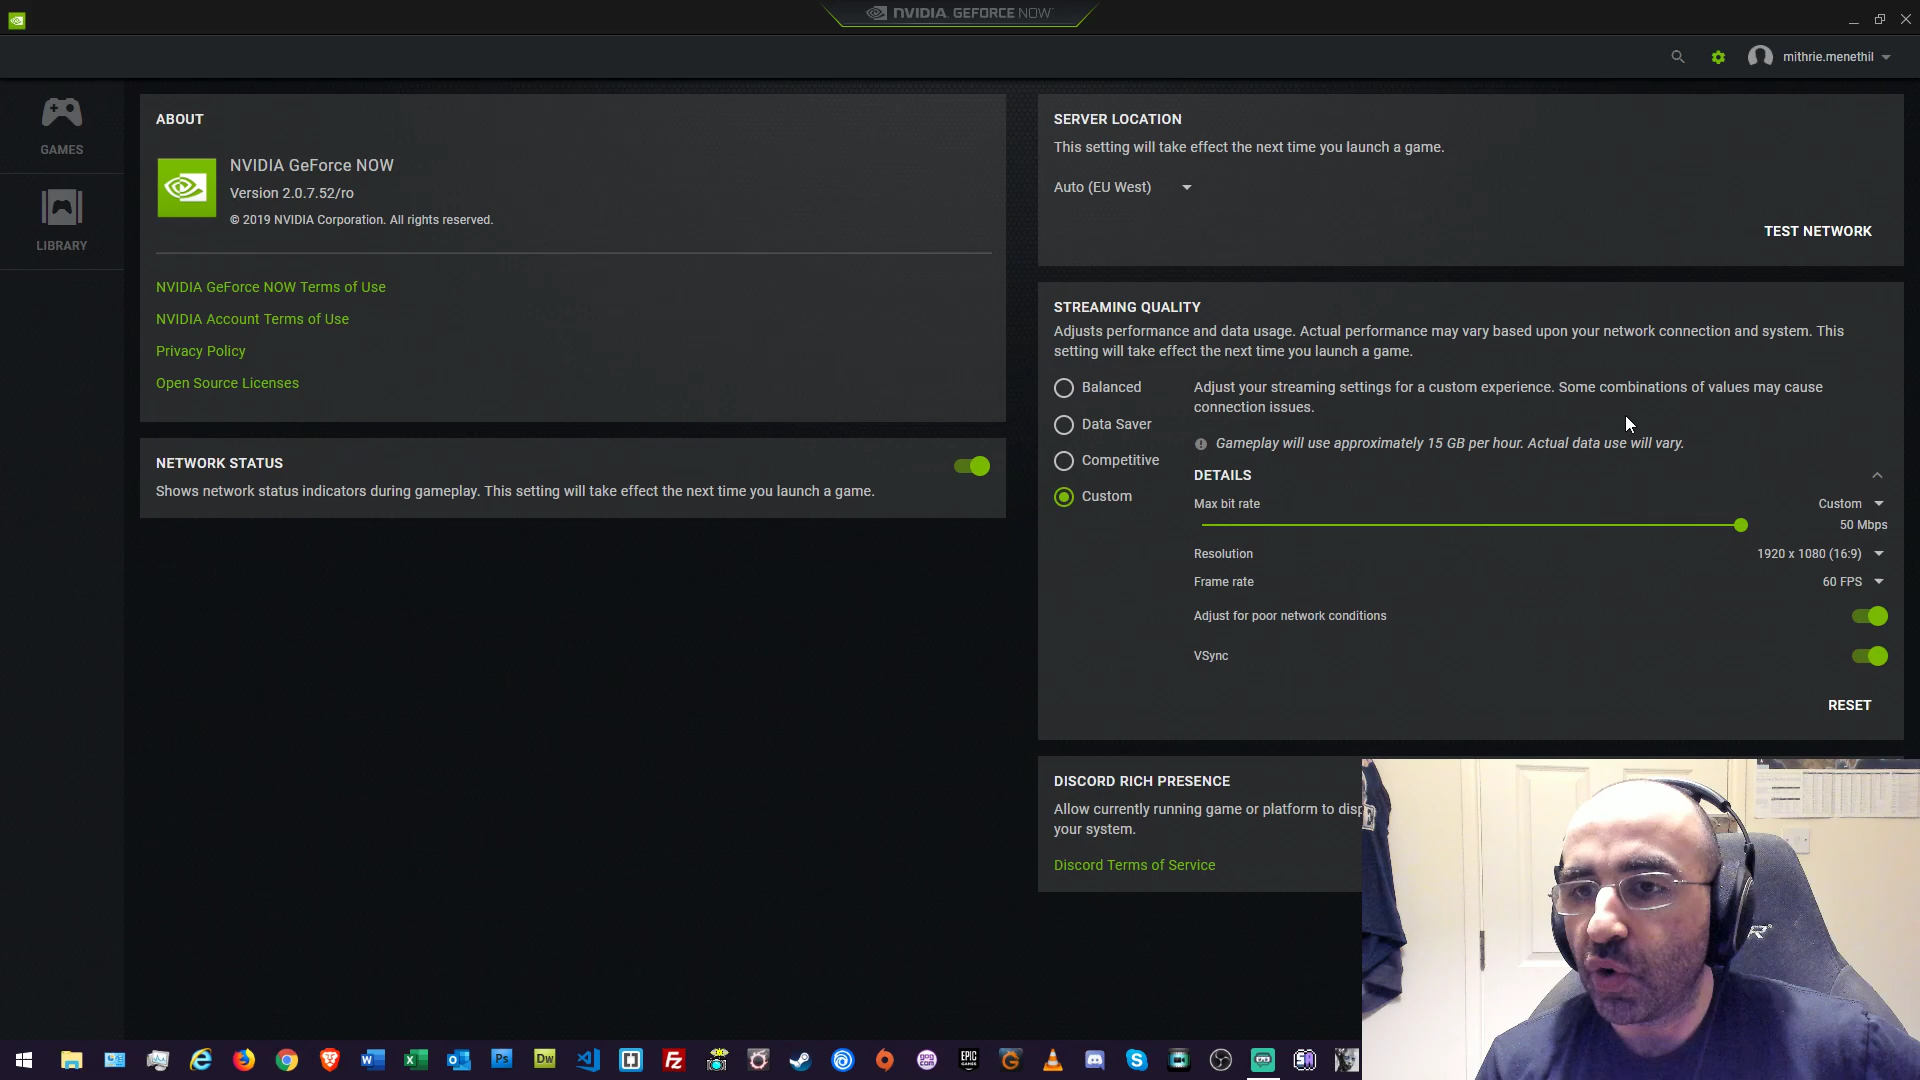 NVIDIA. GEFORCE NOW
mithrie.menethil
GAMES
LIBRARY
ABOUT
NVIDIA GeForce NOW
Version 2.0.7.52/ro
© 2019 NVIDIA Corporation. All rights reserved.
NVIDIA GeForce NOW Terms of Use
NVIDIA Account Terms of Use
Privacy Policy
Open Source Licenses
NETWORK STATUS
Shows network status indicators during gameplay. This setting will take effect the next time you launch a game.
SERVER LOCATION
This setting will take effect the next time you launch a game.
Auto (EU West)
TEST NETWORK
STREAMING QUALITY
Adjusts performance and data usage. Actual performance may vary based upon your network connection and system. This
setting will take effect the next time you launch a game.
Balanced
Data Saver
Competitive
Custom
Adjust your streaming settings for a custom experience. Some combinations of values may cause
connection issues.
Gameplay will use approximately 15 GB per hour. Actual data use will vary.
DETAILS
Max bit rate
Custom
50 Mbps
Resolution
1920 x 1080 (16:9)
Frame rate
60 FPS
Adjust for poor network conditions
VSync
RESET
DISCORD RICH PRESENCE
Allow currently running game or platform to disp
your system.
Discord Terms of Service
Ps
Dw
Fz
gog
com
EPIC
GAMES